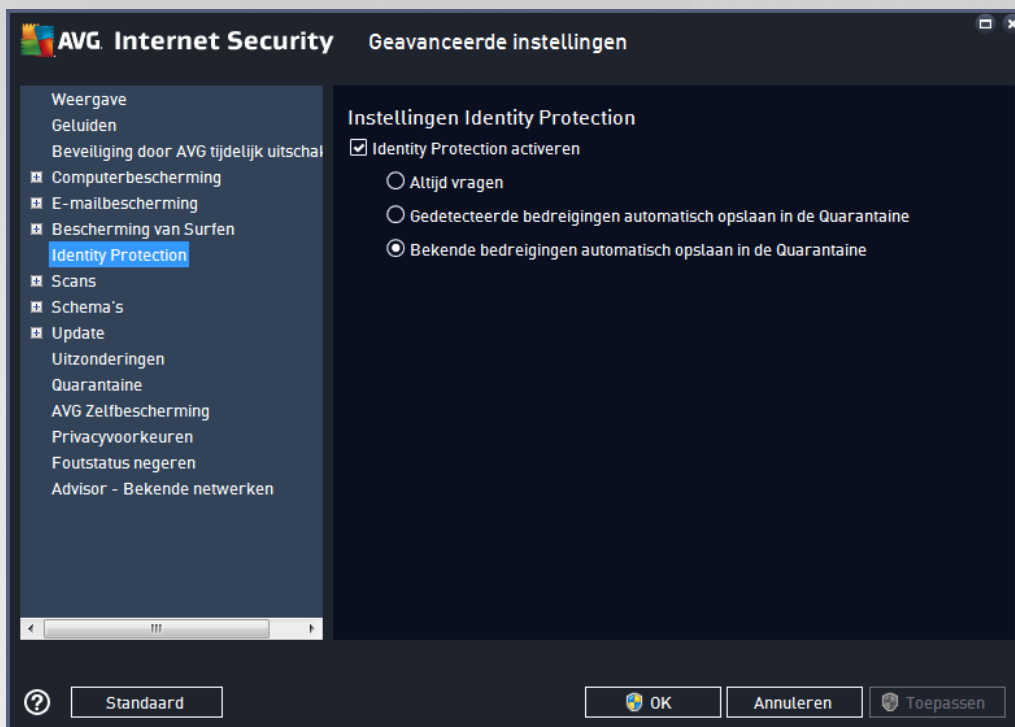 AVG Internet Security Geavanceerde instellingen
Weergave
Geluiden
Beveiliging door AVG tijdelijk uitschak
Computerbescherming
E-mailbescherming
Bescherming van Surfen
Identity Protection
Scans
Schema's
Update
Uitzonderingen
Quarantaine
AVG Zelfbescherming
Privacyvoorkeuren
Foutstatus negeren
Advisor - Bekende netwerken
Instellingen Identity Protection
Identity Protection activeren
Altijd vragen
Gedetecteerde bedreigingen automatisch opslaan in de Quarantaine
Bekende bedreigingen automatisch opslaan in de Quarantaine
? Standaard OK Annuleren Toepassen